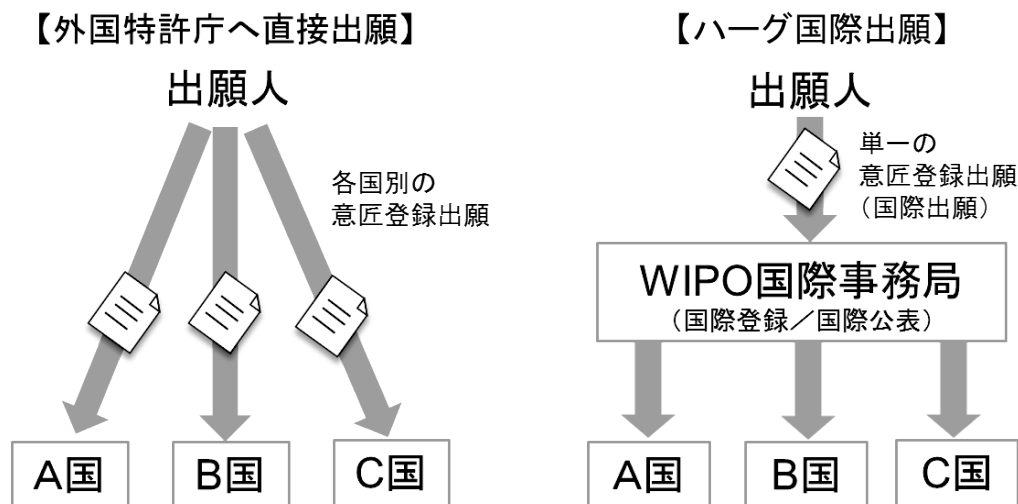 【外国特許庁へ直接出願】
出願人
各国別の
意匠登録出願
A国
B国
C国
【ハーグ国際出願】
出願人
単一の
意匠登録出願
（国際出願）
WIPO国際事務局
（国際登録／国際公表）
A国
B国
C国